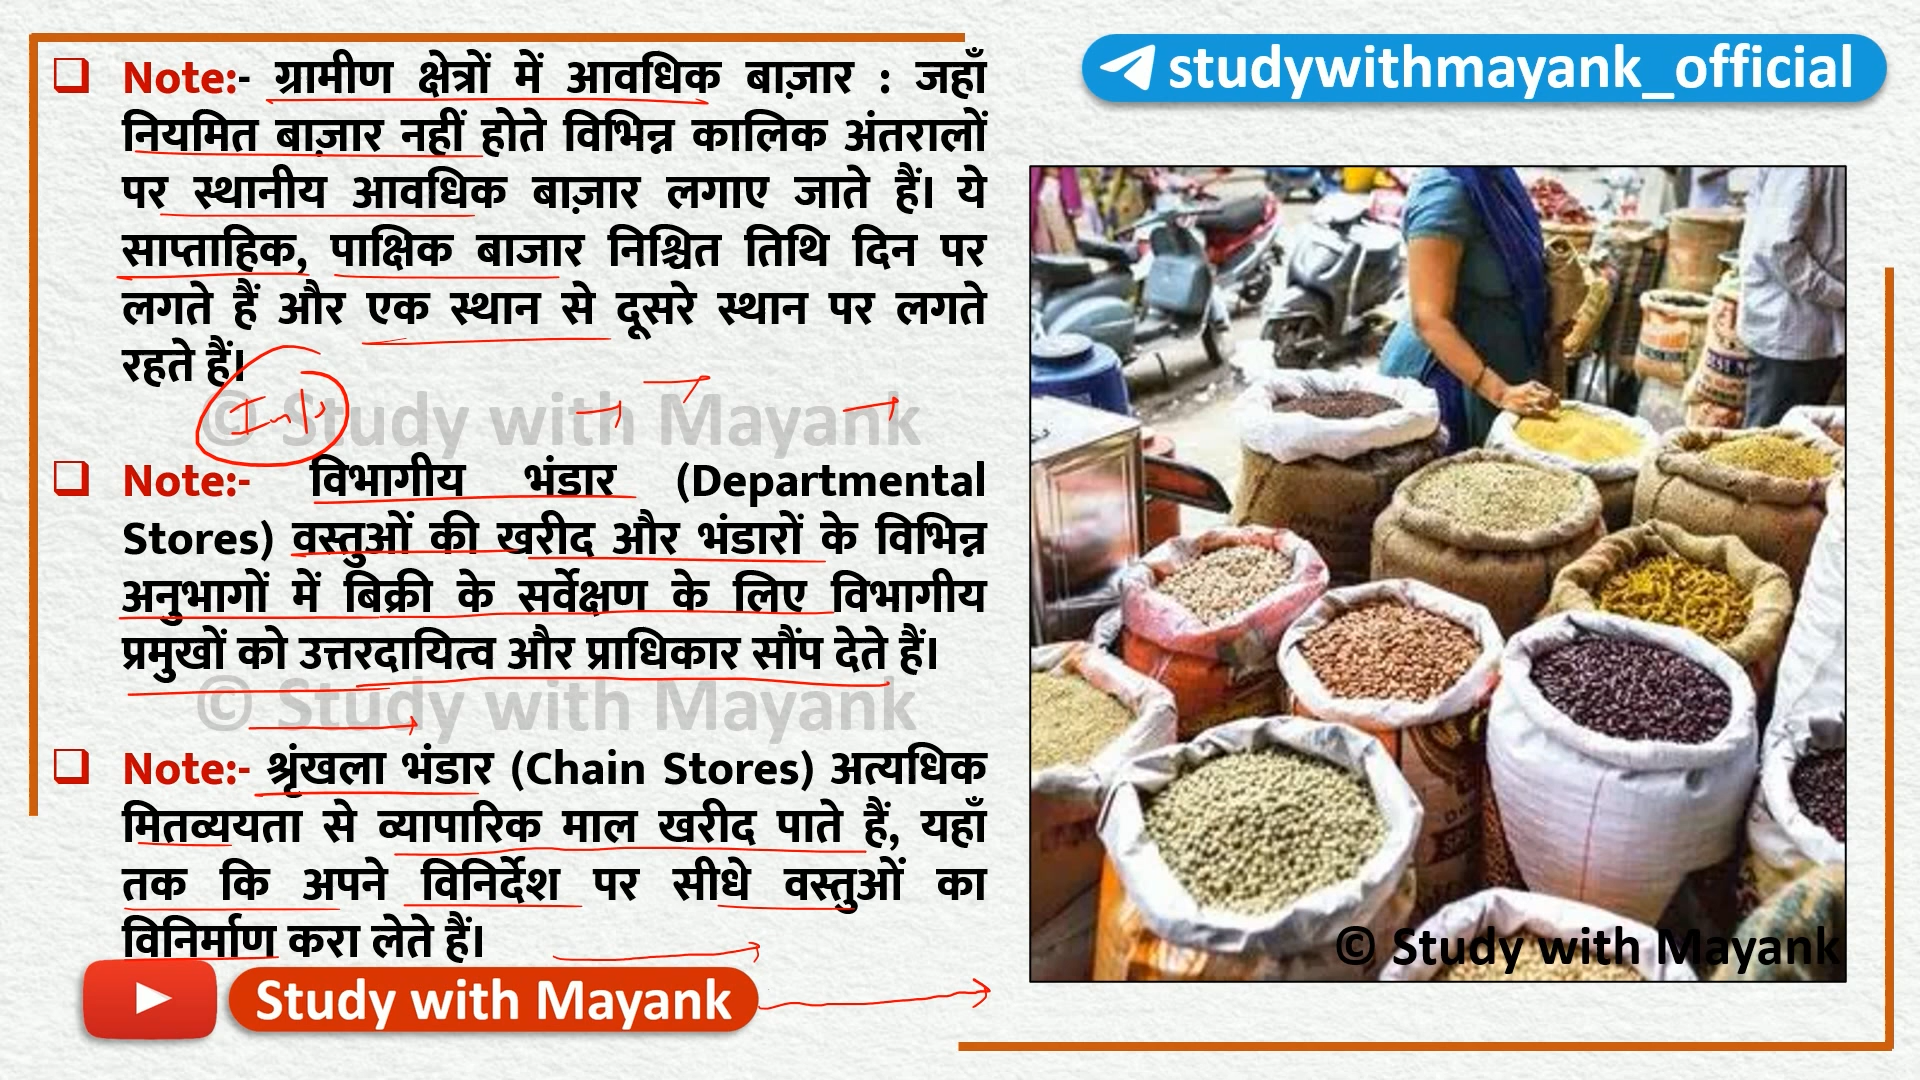 Note:- ग्रामीण क्षेत्रों में आवधिक बाज़ार : जहाँ
नियमित बाज़ार नहीं होते विभिन्न कालिक अंतरालों
पर स्थानीय आवधिक बाज़ार लगाए जाते हैं। ये
साप्ताहिक, पाक्षिक बाजार निश्चित तिथि दिन पर
लगते हैं और एक स्थान से दूसरे स्थान पर लगते
रहते हैं।
© Study with Mayank
Note:- विभागीय भंडार (Departmental
Stores) वस्तुओं की खरीद और भंडारों के विभिन्न
अनुभागों में बिक्री के सर्वेक्षण के लिए विभागीय
प्रमुखों को उत्तरदायित्व और प्राधिकार सौंप देते हैं।
© Study with Mayank
Note:- श्रृंखला भंडार (Chain Stores) अत्यधिक
मितव्ययता से व्यापारिक माल खरीद पाते हैं, यहाँ
तक कि अपने विनिर्देश पर सीधे वस्तुओं का
विनिर्माण करा लेते हैं।
Study with Mayank
studywithmayank_official
© Study with Mayank